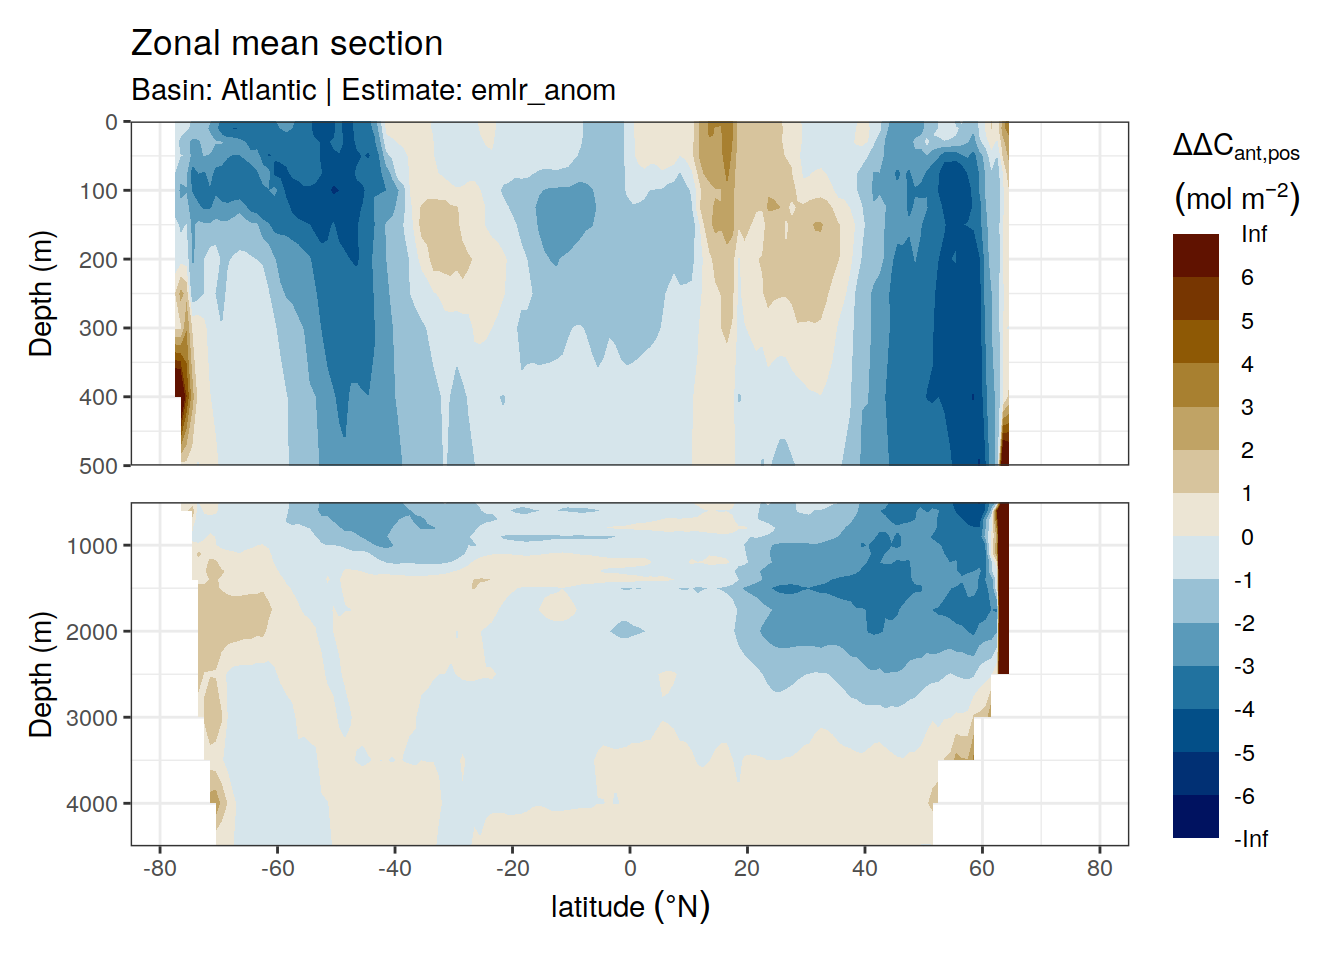 Zonal mean section
Basin: Atlantic | Estimate: emlr_anom
Depth (m)
0
100
200
300
400
500
Depth (m)
1000
2000
3000
4000
-80 -60 -40 -20 0 20 40 60 80
latitude (°N)
ΔΔC_ant,pos
(mol m⁻²)
Inf
6
5
4
3
2
1
0
-1
-2
-3
-4
-5
-6
-Inf